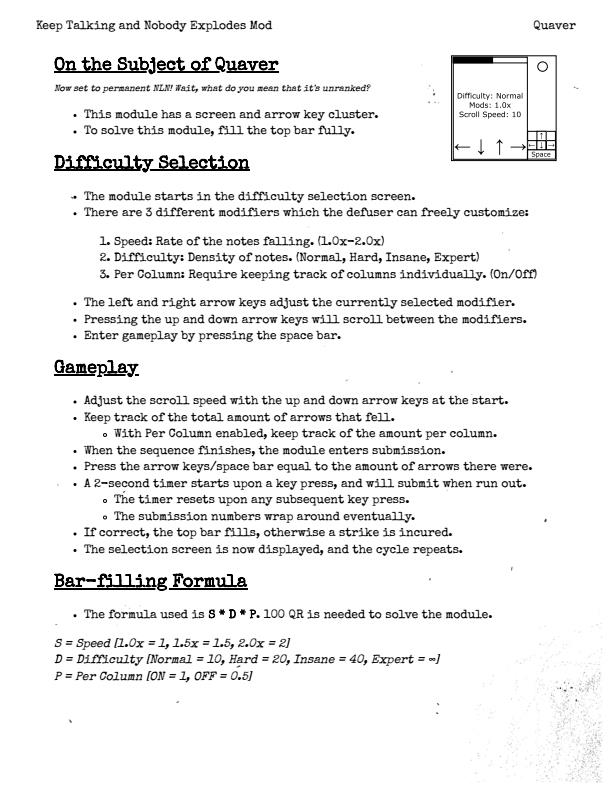 Keep Talking and Nobody Explodes Mod
Quaver
On the Subject of Quaver
Now set to permanent NLN! Wait, what do you mean that it's unranked?
• This module has a screen and arrow key cluster.
• To solve this module, fill the top bar fully.
Difficulty: Normal
Mods: 1.0x
Scroll Speed: 10
← ↓ ↑ →
↑
← ↓ →
Space
Difficulty Selection
• The module starts in the difficulty selection screen.
• There are 3 different modifiers which the defuser can freely customize:
1. Speed: Rate of the notes falling. (1.0x-2.0x)
2. Difficulty: Density of notes. (Normal, Hard, Insane, Expert)
3. Per Column: Require keeping track of columns individually. (On/Off)
• The left and right arrow keys adjust the currently selected modifier.
• Pressing the up and down arrow keys will scroll between the modifiers.
• Enter gameplay by pressing the space bar.
Gameplay
• Adjust the scroll speed with the up and down arrow keys at the start.
• Keep track of the total amount of arrows that fell.
o With Per Column enabled, keep track of the amount per column.
• When the sequence finishes, the module enters submission.
• Press the arrow keys/space bar equal to the amount of arrows there were.
• A 2-second timer starts upon a key press, and will submit when run out.
o The timer resets upon any subsequent key press.
o The submission numbers wrap around eventually.
• If correct, the top bar fills, otherwise a strike is incured.
• The selection screen is now displayed, and the cycle repeats.
Bar-filling Formula
• The formula used is S * D * P. 100 QR is needed to solve the module.
S = Speed [1.0x = 1, 1.5x = 1.5, 2.0x = 2]
D = Difficulty [Normal = 10, Hard = 20, Insane = 40, Expert = ∞]
P = Per Column [ON = 1, OFF = 0.5]